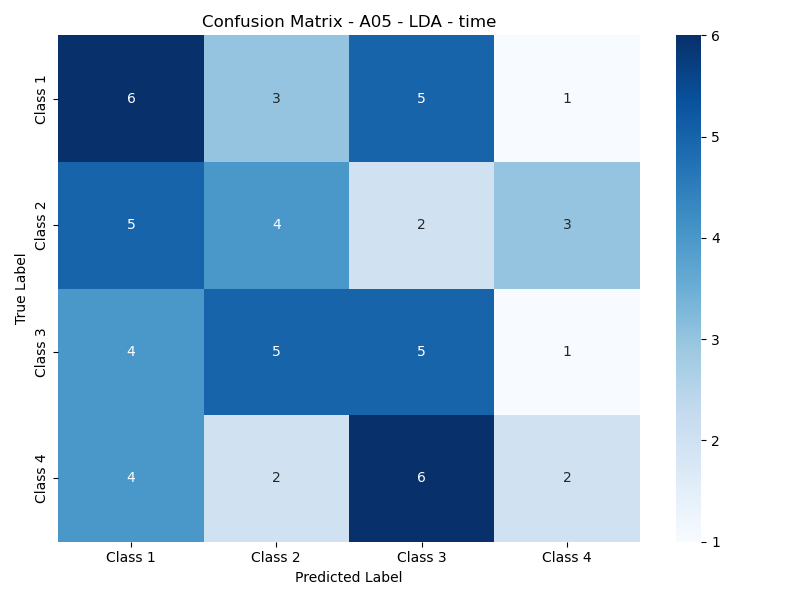 Confusion Matrix - A05 - LDA - time
True Label
Class 1
6 3 5 1
Class 2
5 4 2 3
Class 3
4 5 5 1
Class 4
4 2 6 2
Class 1 Class 2 Class 3 Class 4
Predicted Label
6
5
4
3
2
1